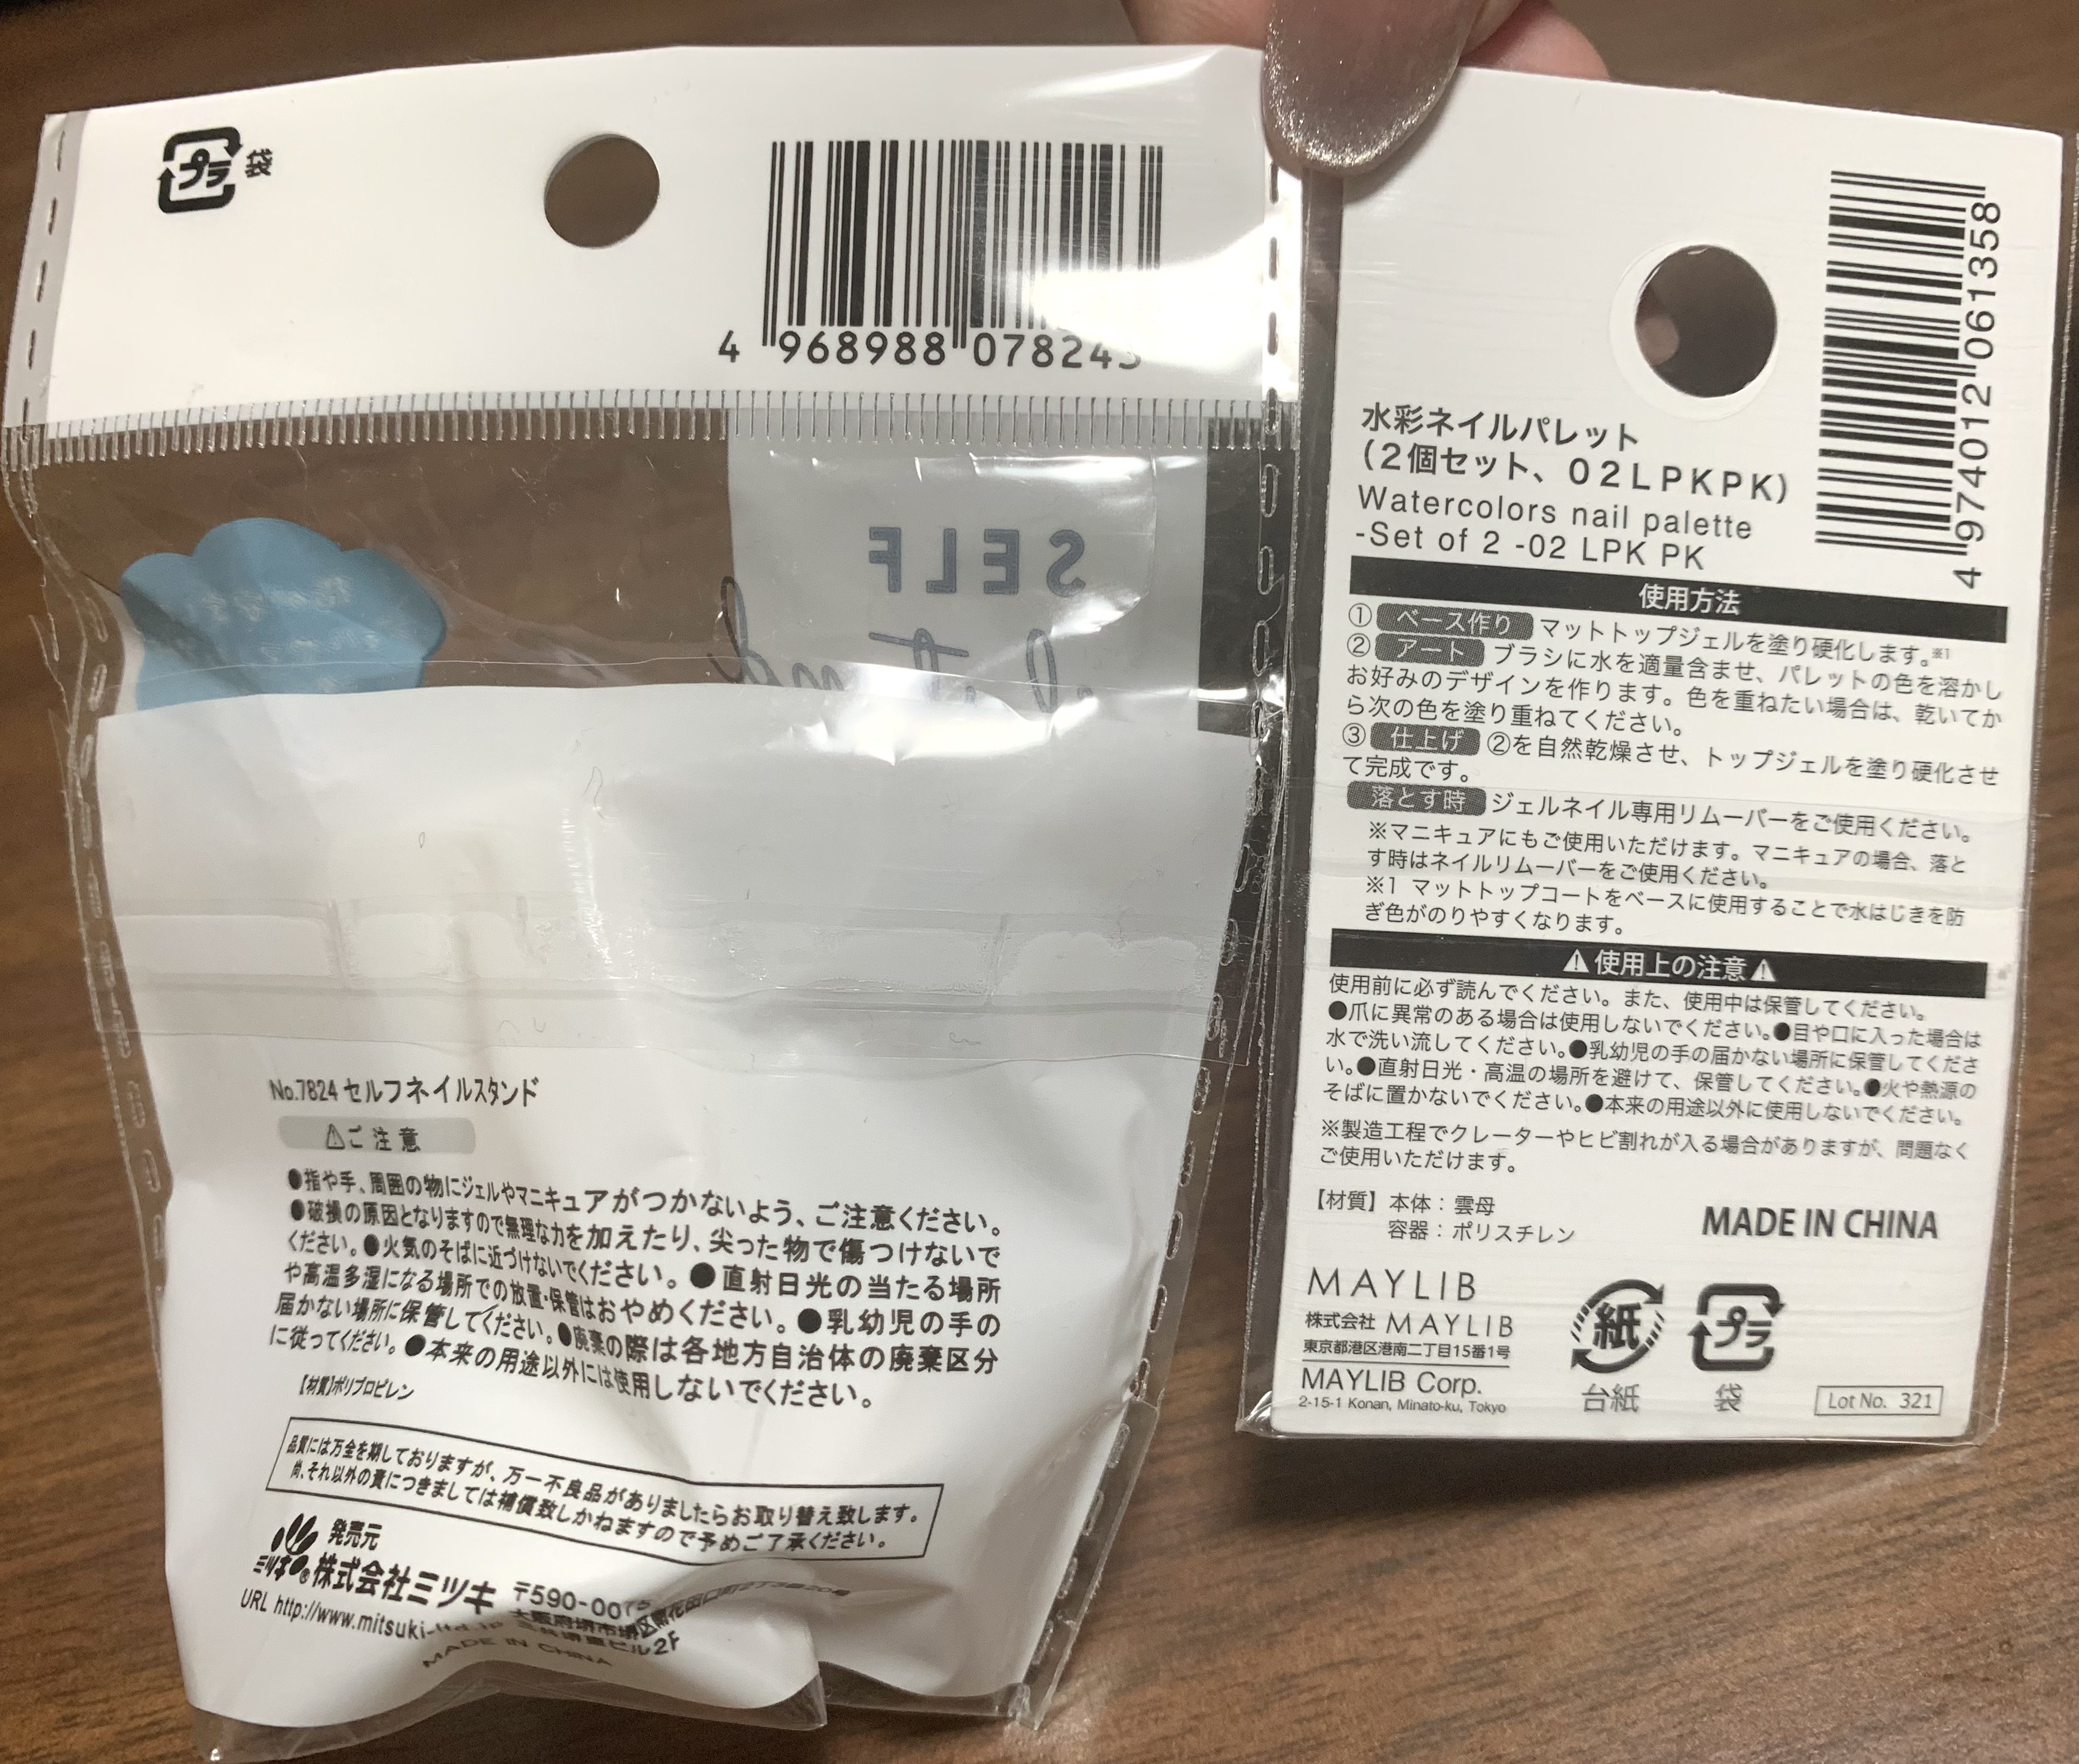 プラ 袋
4 968988 07824
SELF
No.7824 セルフネイルスタンド
⚠ご注意
●指や手、周囲の物にジェルやマニキュアがつかないよう、ご注意ください。
●破損の原因となりますので無理な力を加えたり、尖った物で傷つけないで
ください。●火気のそばに近づけないでください。●直射日光の当たる場所
や高温多湿になる場所での放置・保管はおやめください。●乳幼児の手の
届かない場所に保管してください。●廃棄の際は各地方自治体の廃棄区分
に従ってください。●本来の用途以外には使用しないでください。
【材質】ポリプロピレン
品質には万全を期しておりますが、万一不良品がありましたらお取り替え致します。
尚、それ以外の責につきましては補償致しかねますので予めご了承ください。
発売元
ミツキ® 株式会社ミツキ 〒590-0075
大阪府堺市堺区南花田口町2丁3番20号
URL http://www.mitsuki-ltd.jp 三共堺東ビル2F
MADE IN CHINA
4 974012 061358
水彩ネイルパレット
(2個セット、02LPKPK)
Watercolors nail palette
-Set of 2 -02 LPK PK
使用方法
① ベース作り マットトップジェルを塗り硬化します。※1
② アート ブラシに水を適量含ませ、パレットの色を溶かし
お好みのデザインを作ります。色を重ねたい場合は、乾いてか
ら次の色を塗り重ねてください。
③ 仕上げ ②を自然乾燥させ、トップジェルを塗り硬化させ
て完成です。
落とす時 ジェルネイル専用リムーバーをご使用ください。
※マニキュアにもご使用いただけます。マニキュアの場合、落と
す時はネイルリムーバーをご使用ください。
※1 マットトップコートをベースに使用することで水はじきを防
ぎ色がのりやすくなります。
⚠使用上の注意⚠
使用前に必ず読んでください。また、使用中は保管してください。
●爪に異常のある場合は使用しないでください。●目や口に入った場合は
水で洗い流してください。●乳幼児の手の届かない場所に保管してくださ
い。●直射日光・高温の場所を避けて、保管してください。●火や熱源の
そばに置かないでください。●本来の用途以外に使用しないでください。
※製造工程でクレーターやヒビ割れが入る場合がありますが、問題なく
ご使用いただけます。
【材質】本体:雲母
容器:ポリスチレン
MADE IN CHINA
MAYLIB
株式会社 MAYLIB
東京都港区港南二丁目15番1号
MAYLIB Corp.
2-15-1 Konan, Minato-ku, Tokyo
紙 プラ
台紙 袋
Lot No. 321